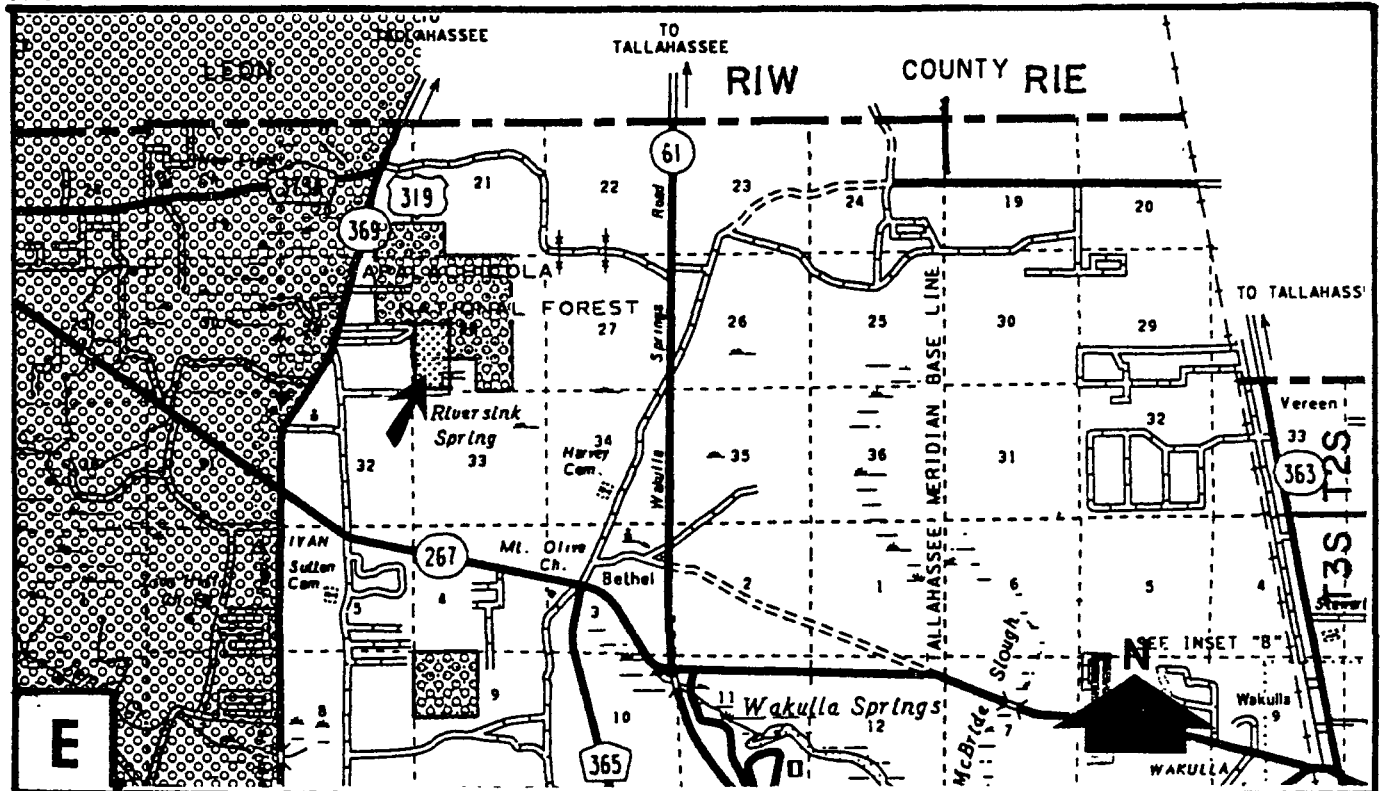 TALLAHASSEE
TO
TALLAHASSEE
LEON
RIW
COUNTY
RIE
61
319
369
21
22
23
24
19
20
Road
APALACHICOLA
NATIONAL FOREST
27
26
25
30
29
TO TALLAHASS
Springs
TALLAHASSEE MERIDIAN BASE LINE
Riversink
Spring
32
33
34
Harvey
Cem.
35
36
31
32
Vereen
33
363
T2S
Wakulla
IVAN
Sutton
Cem.
267
Mt. Olive
Ch.
Bethel
5
4
3
2
1
6
5
4
T3S
Stewart
SEE INSET "B"
N
McBride Slough
8
9
10
11
Wakulla Springs
12
7
Wakulla
9
WAKULLA
365
E